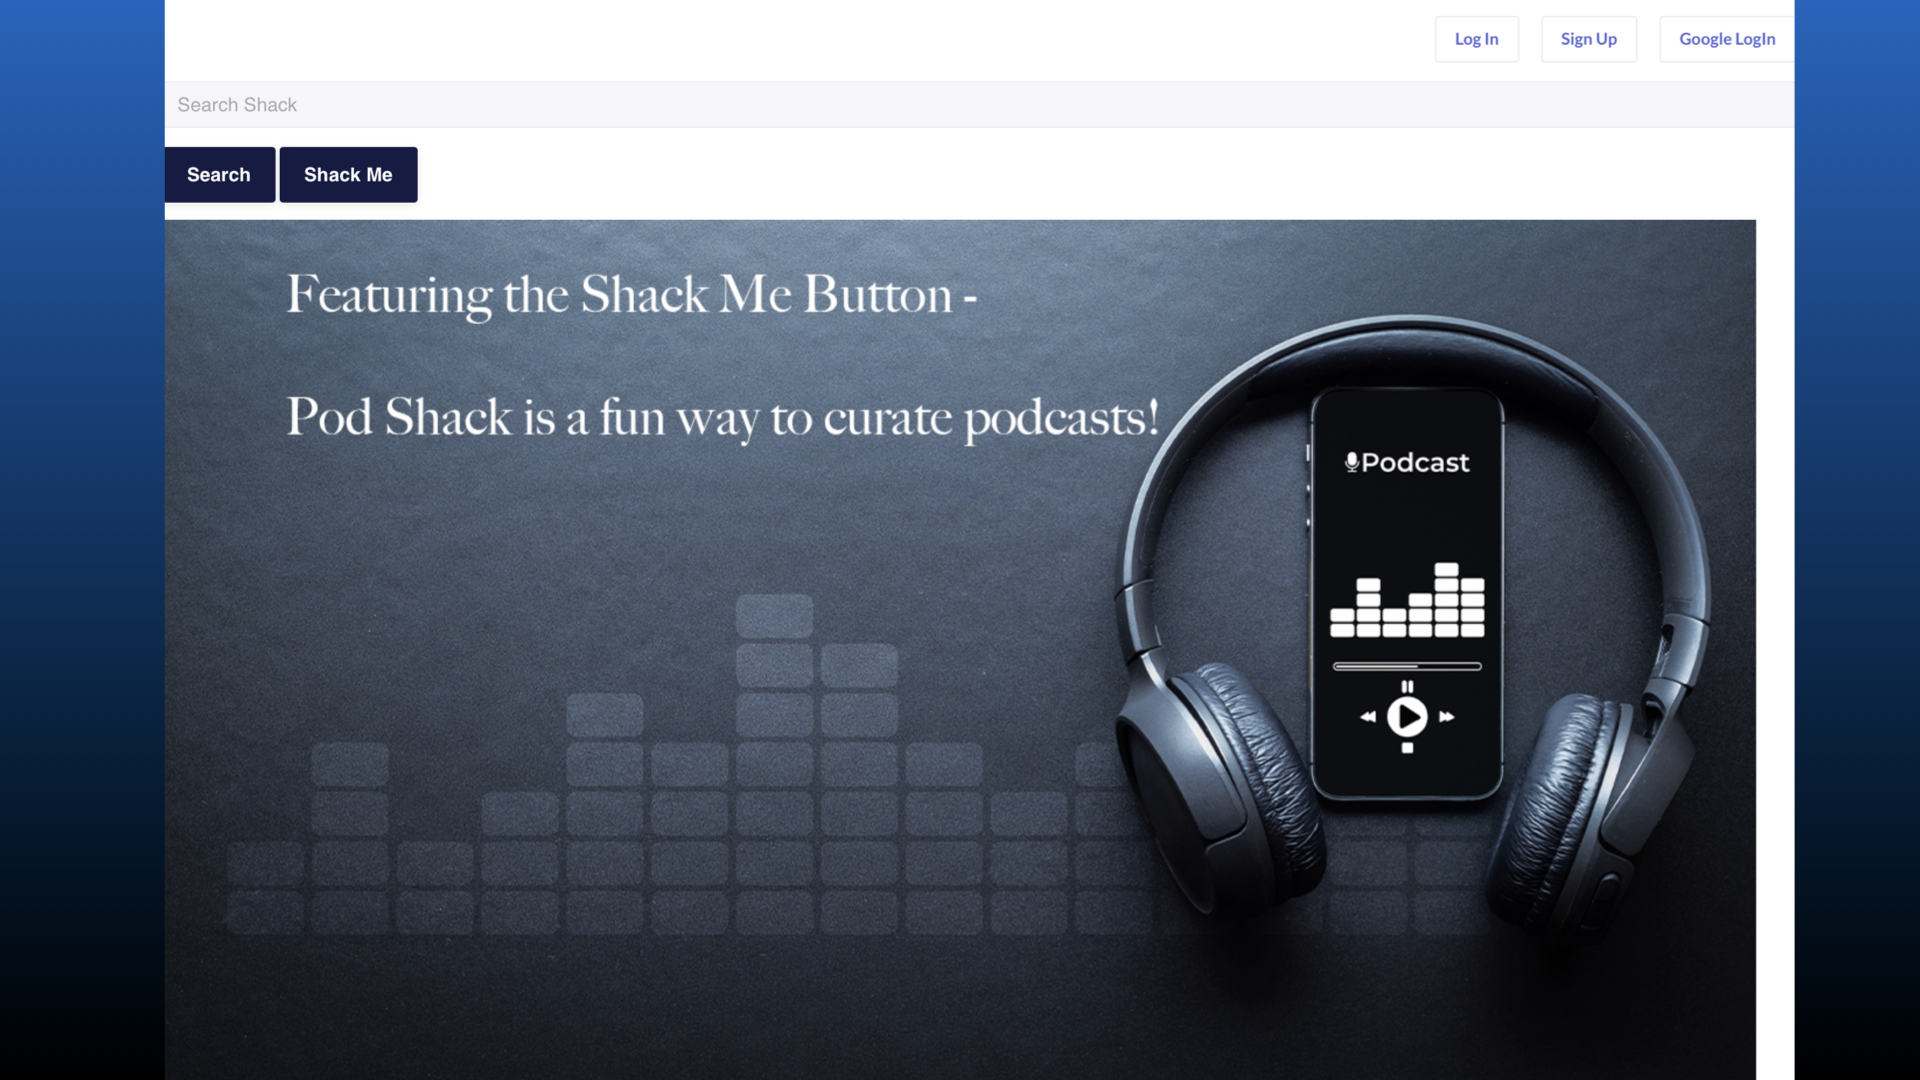 Log In Sign Up Google LogIn
Search Shack
Search Shack Me
Featuring the Shack Me Button -
Pod Shack is a fun way to curate podcasts!
Podcast